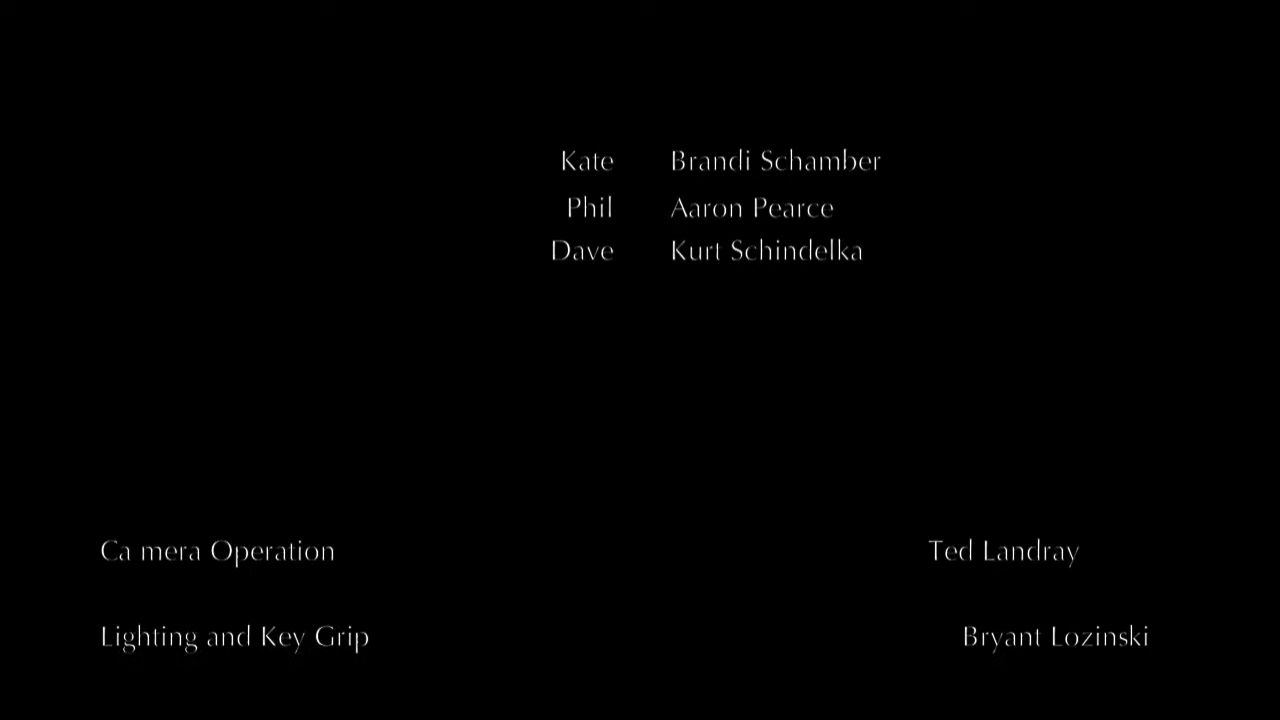 Kate Brandi Schamber
Phil Aaron Pearce
Dave Kurt Schindelka
Ca mera Operation Ted Landray
Lighting and Key Grip Bryant Lozinski